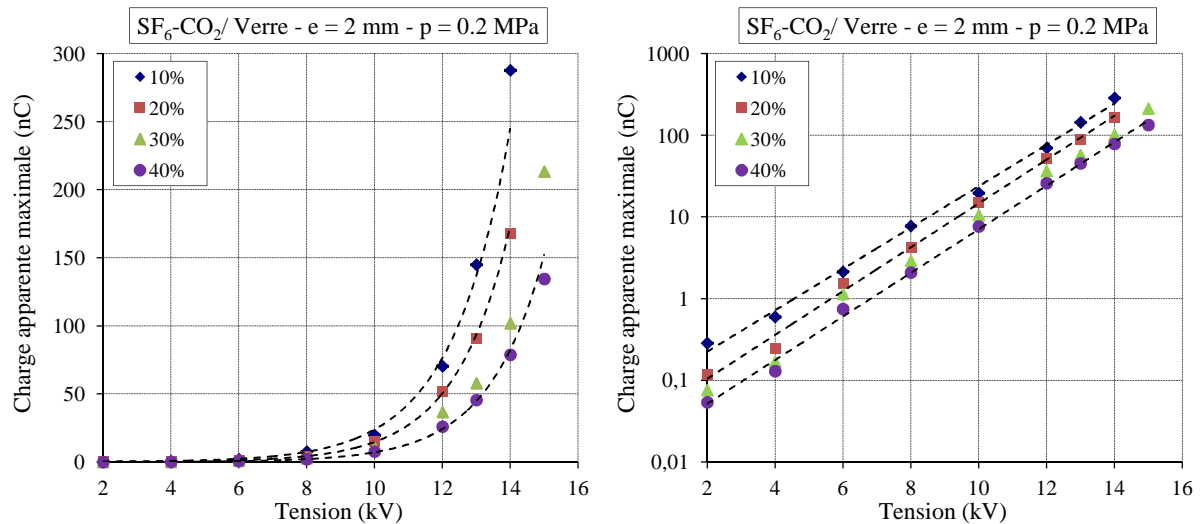 SF₆-CO₂/ Verre - e = 2 mm - p = 0.2 MPa
Charge apparente maximale (nC)
300
250
200
150
100
50
0
10%
20%
30%
40%
2 4 6 8 10 12 14 16
Tension (kV)
SF₆-CO₂/ Verre - e = 2 mm - p = 0.2 MPa
Charge apparente maximale (nC)
1000
100
10
1
0,1
0,01
10%
20%
30%
40%
2 4 6 8 10 12 14 16
Tension (kV)